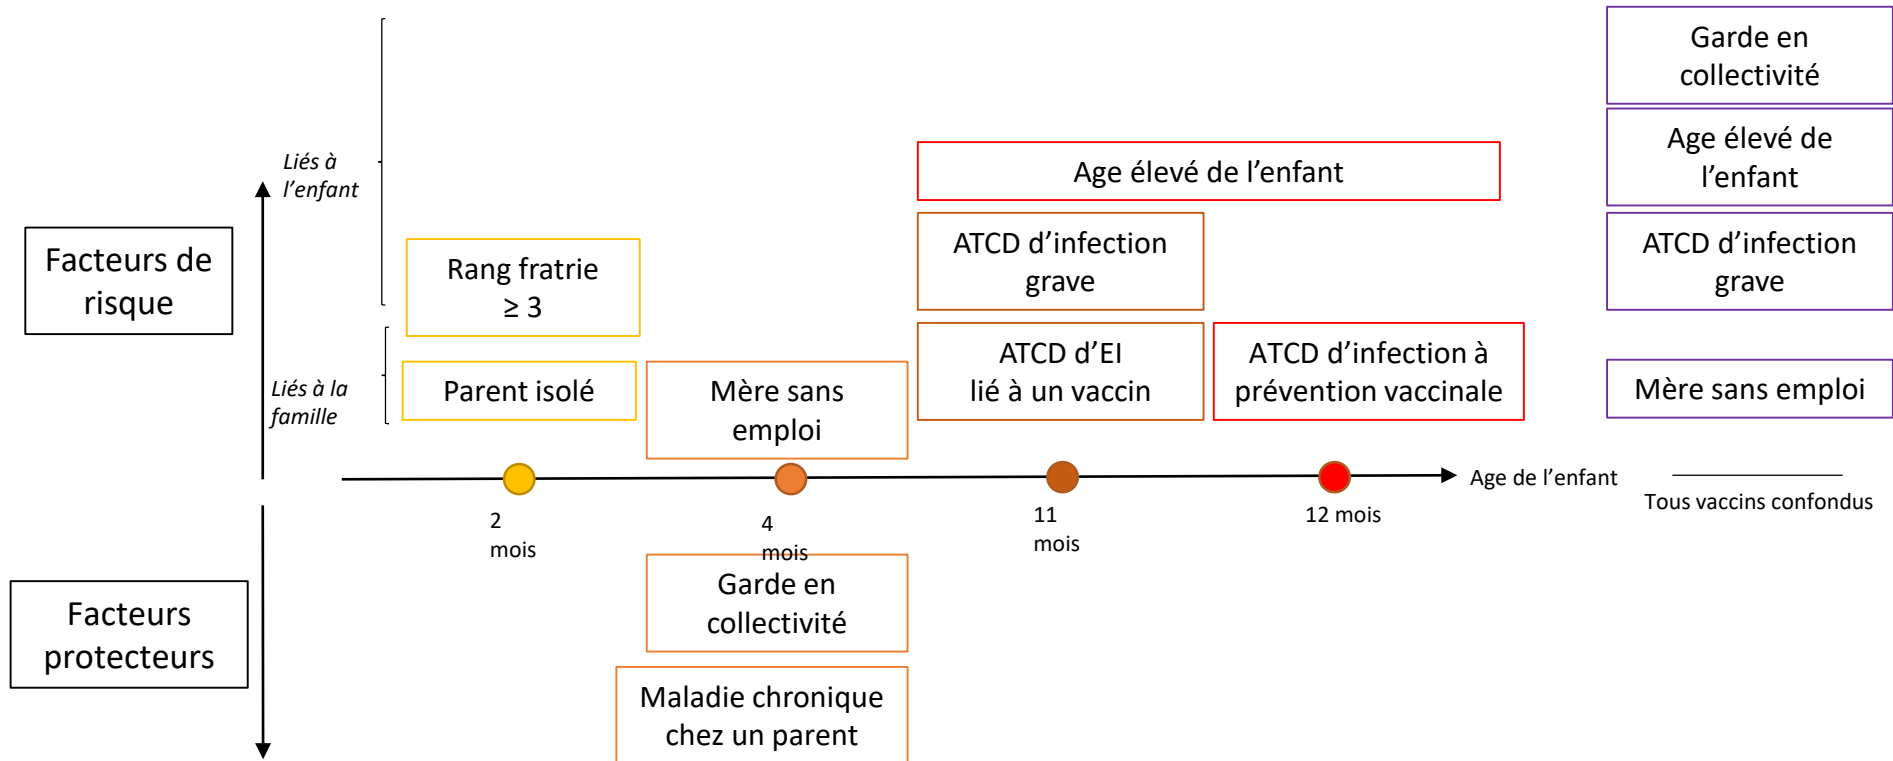 Garde en
collectivité
Age élevé de
l’enfant
Liés à
l’enfant
Age élevé de l’enfant
Facteurs de
risque
Rang fratrie
≥ 3
ATCD d’infection
grave
ATCD d’infection
grave
Liés à la
famille
Parent isolé
Mère sans
emploi
ATCD d’EI
lié à un vaccin
ATCD d’infection à
prévention vaccinale
Mère sans emploi
Age de l’enfant
Tous vaccins confondus
2
mois
4
mois
11
mois
12 mois
Facteurs
protecteurs
Garde en
collectivité
Maladie chronique
chez un parent